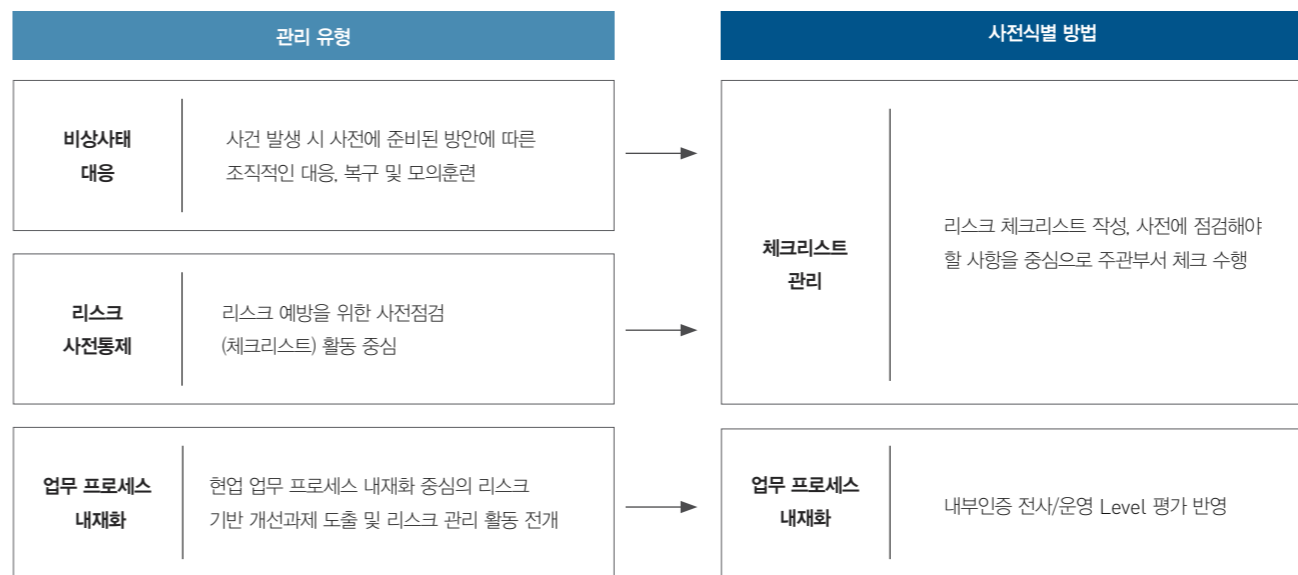 관리 유형
사전식별 방법
비상사태
대응
사건 발생 시 사전에 준비된 방안에 따른
조직적인 대응, 복구 및 모의훈련
리스크
사전통제
리스크 예방을 위한 사전점검
(체크리스트) 활동 중심
체크리스트
관리
리스크 체크리스트 작성, 사전에 점검해야
할 사항을 중심으로 주관부서 체크 수행
업무 프로세스
내재화
현업 업무 프로세스 내재화 중심의 리스크
기반 개선과제 도출 및 리스크 관리 활동 전개
업무 프로세스
내재화
내부인증 전사/운영 Level 평가 반영